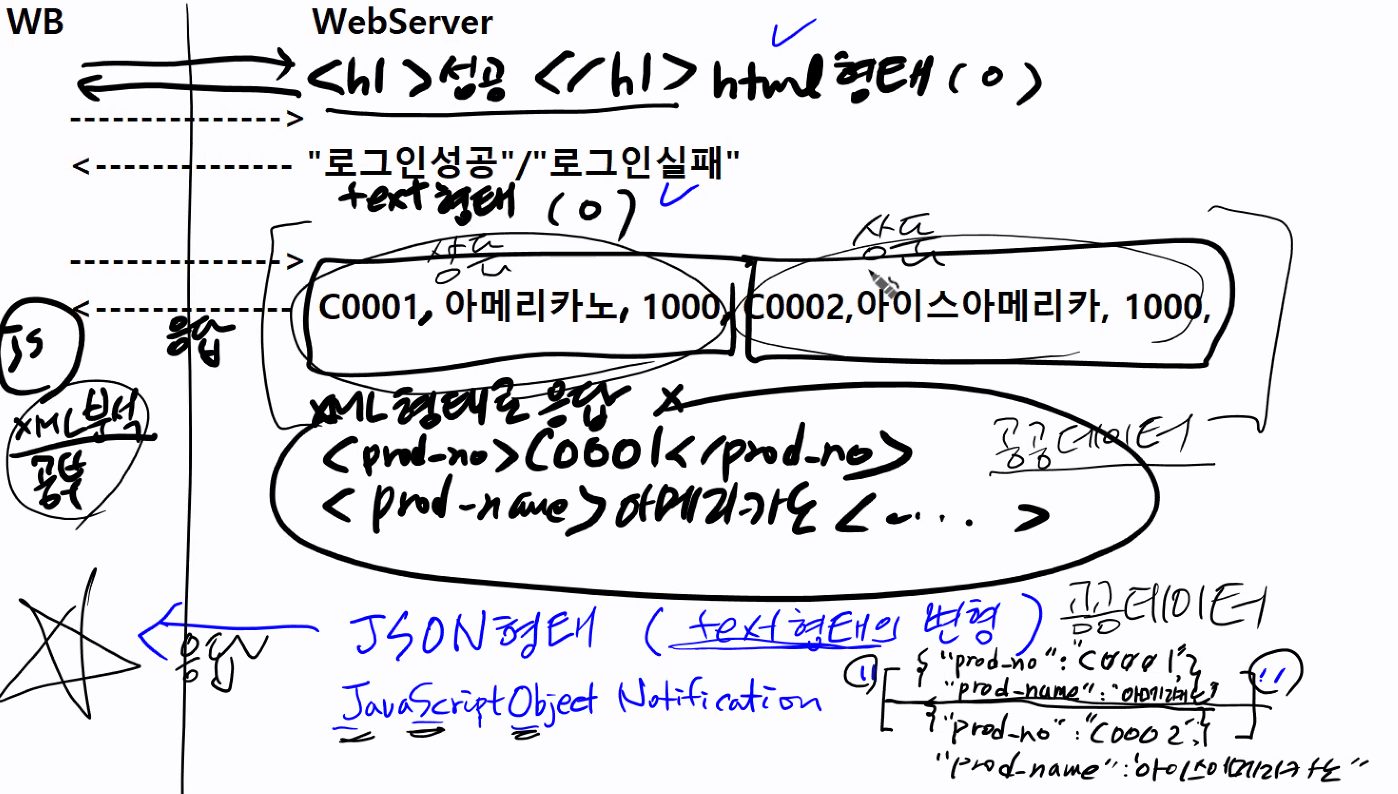 WB
WebServer
<h1>성공 </h1> html형태(O)
--------------->
<-------------- "로그인성공"/"로그인실패"
text형태 (O)
상품
상품
--------------->
<-------------- C0001, 아메리카노, 1000, C0002,아이스아메리카, 1000,
JS
응답
XML분석
공부
XML형태로 응답 X
공공데이터
<prod-no>C0001</prod-no>
<prod-name>아메리카노<-....>
JSON형태 (text형태의 변형)
공공데이터
응답
JavaScriptObject Notification
" [ {"prod-no":"C0001",}
"prod-name":"아메리카노" ] "
{"prod-no":"C0002",}
"prod-name":"아이스아메리카노"